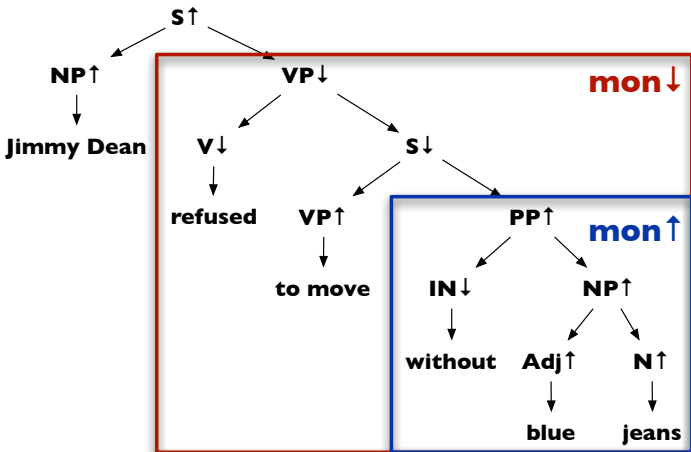 S↑
NP↑ VP↓ mon↓
Jimmy Dean V↓ S↓
refused VP↑ PP↑ mon↑
to move IN↓ NP↑
without Adj↑ N↑
blue jeans